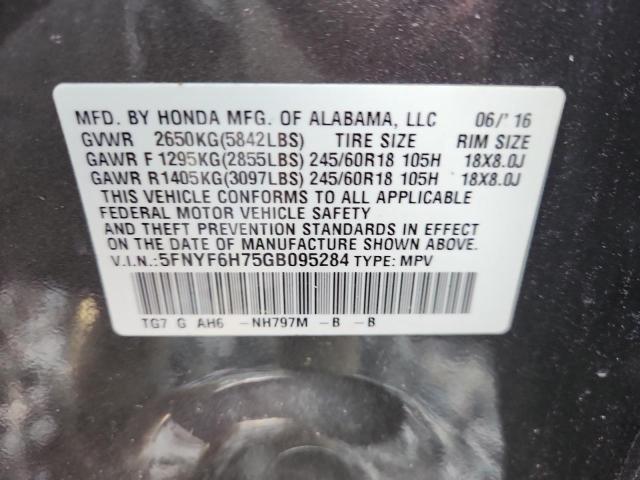 MFD. BY HONDA MFG. OF ALABAMA, LLC 06/'16
GVWR 2650KG(5842LBS) TIRE SIZE RIM SIZE
GAWR F 1295KG(2855LBS) 245/60R18 105H 18X8.0J
GAWR R1405KG(3097LBS) 245/60R18 105H 18X8.0J
THIS VEHICLE CONFORMS TO ALL APPLICABLE
FEDERAL MOTOR VEHICLE SAFETY
AND THEFT PREVENTION STANDARDS IN EFFECT
ON THE DATE OF MANUFACTURE SHOWN ABOVE.
V.I.N.: 5FNYF6H75GB095284 TYPE: MPV
TG7 G AH6 -NH797M -B -B